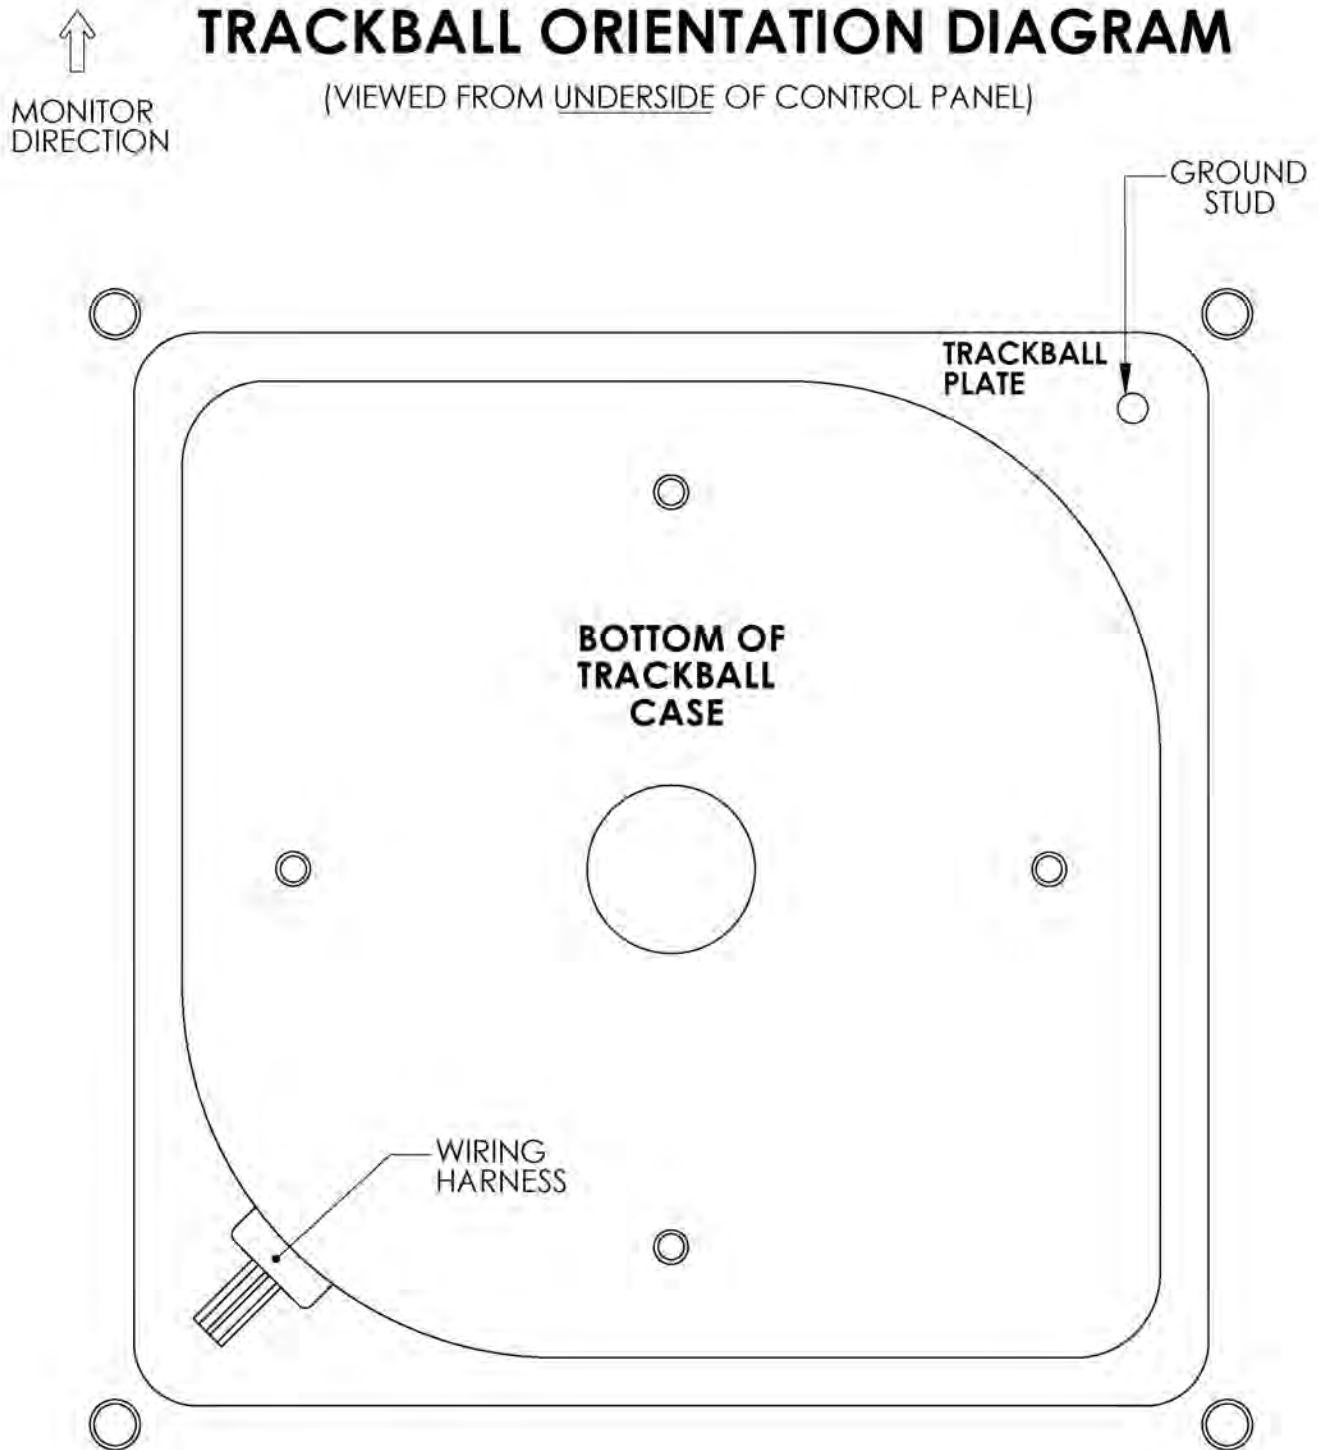 TRACKBALL ORIENTATION DIAGRAM
(VIEWED FROM UNDERSIDE OF CONTROL PANEL)
MONITOR
DIRECTION
GROUND
STUD
TRACKBALL
PLATE
BOTTOM OF
TRACKBALL
CASE
WIRING
HARNESS